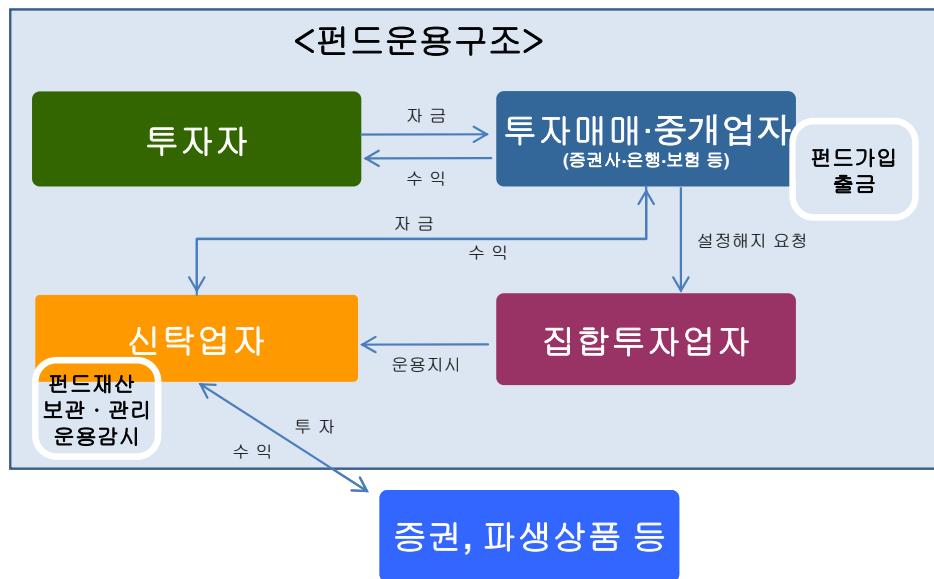 <펀드운용구조>
투자자
자 금
수 익
투자매매·중개업자
(증권사·은행·보험 등)
펀드가입
출금
자 금
수 익
설정해지 요청
신탁업자
펀드재산
보관·관리
운용감시
운용지시
집합투자업자
투 자
수 익
증권, 파생상품 등